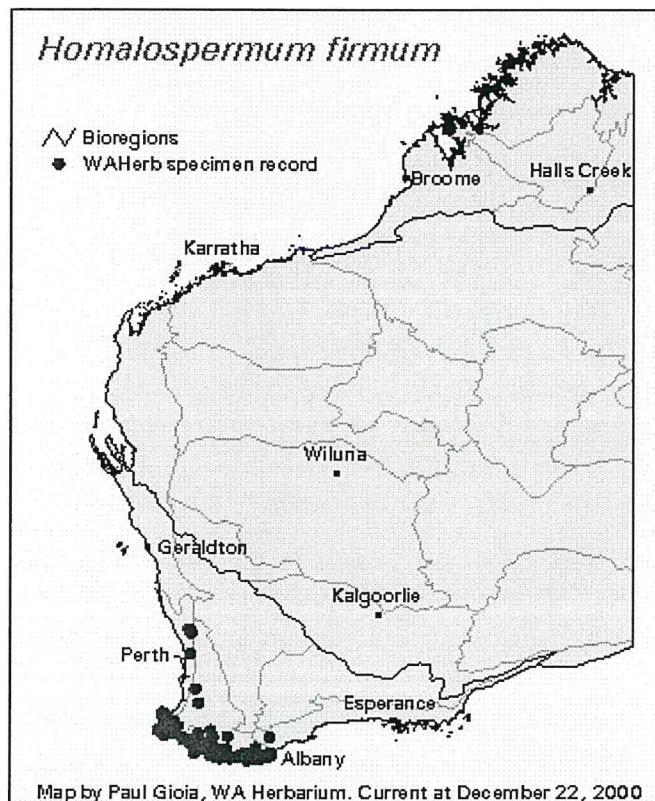 Homalospermum firmum
Bioregions
WAHerb specimen record
Broome
Halls Creek
Karratha
Wiluna
Geraldton
Kalgoorlie
Perth
Esperance
Albany
Map by Paul Gioia, WA Herbarium. Current at December 22, 2000